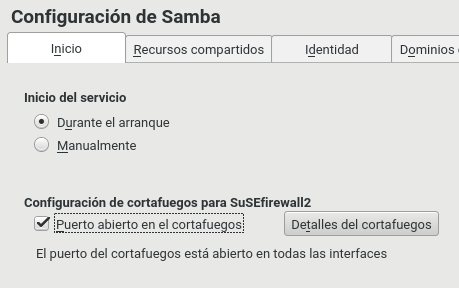 Configuración de Samba
Inicio
Recursos compartidos
Identidad
Dominios
Inicio del servicio
Durante el arranque
Manualmente
Configuración de cortafuegos para SuSEfirewall2
Puerto abierto en el cortafuegos
Detalles del cortafuegos
El puerto del cortafuegos está abierto en todas las interfaces